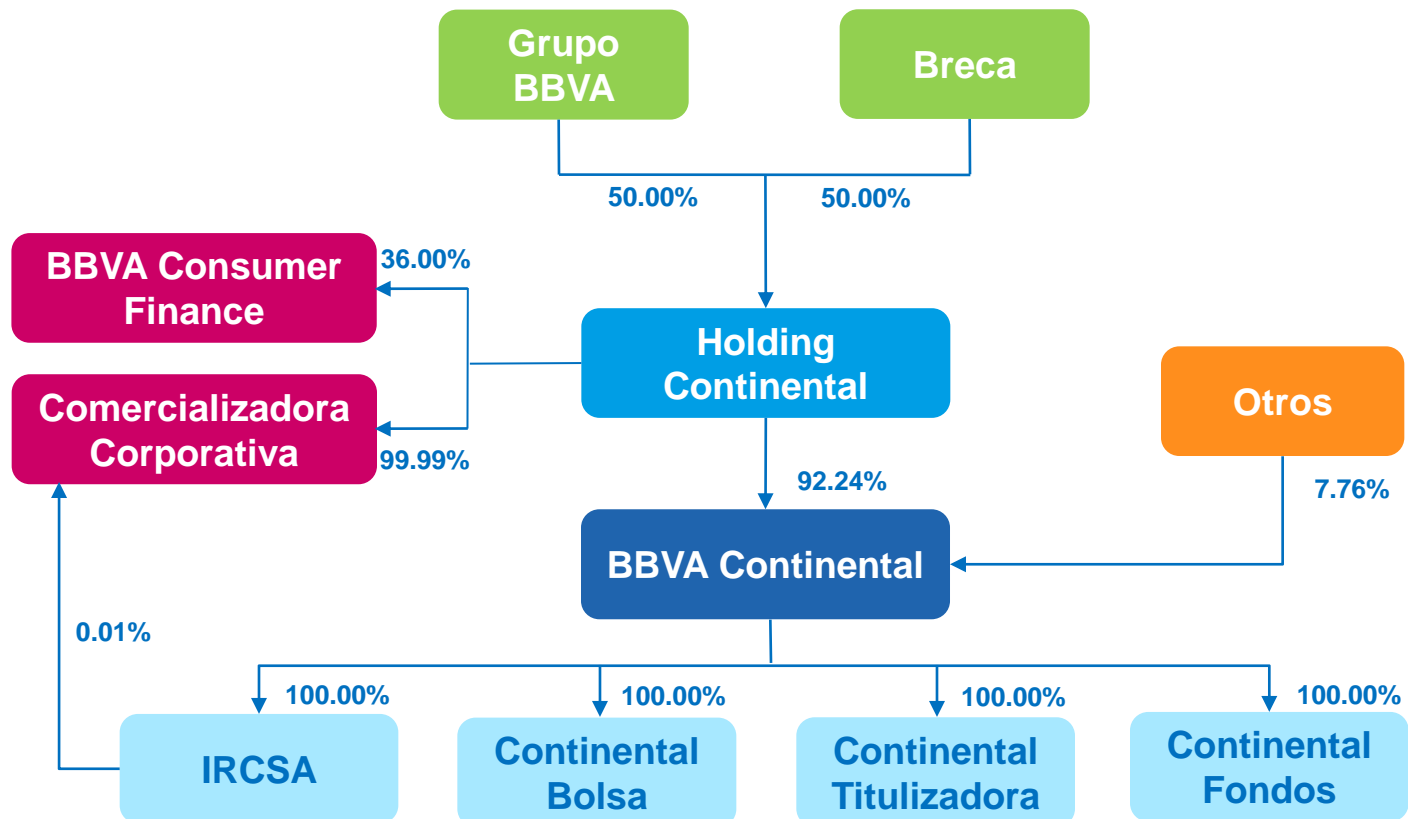 Grupo
BBVA
Breca
50.00%
50.00%
BBVA Consumer
Finance
36.00%
Holding
Continental
Otros
Comercializadora
Corporativa
99.99%
92.24%
7.76%
BBVA Continental
0.01%
100.00%
100.00%
100.00%
100.00%
IRCSA
Continental
Bolsa
Continental
Titulizadora
Continental
Fondos